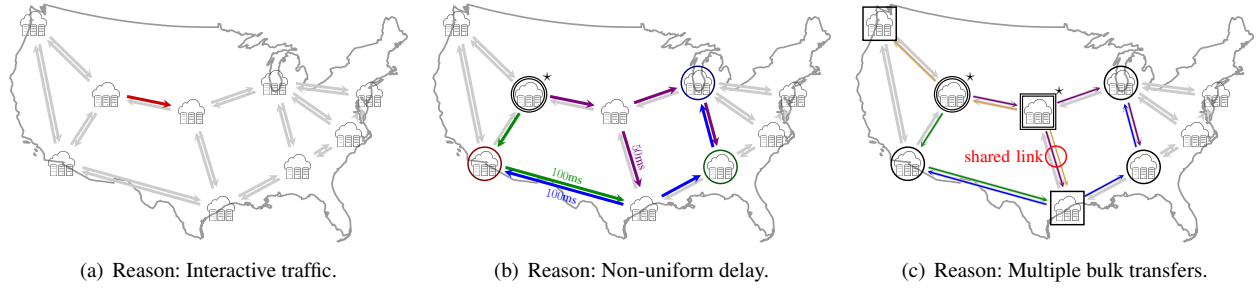 ★
50ms
100ms
100ms
★
shared link
(a) Reason: Interactive traffic.
(b) Reason: Non-uniform delay.
(c) Reason: Multiple bulk transfers.